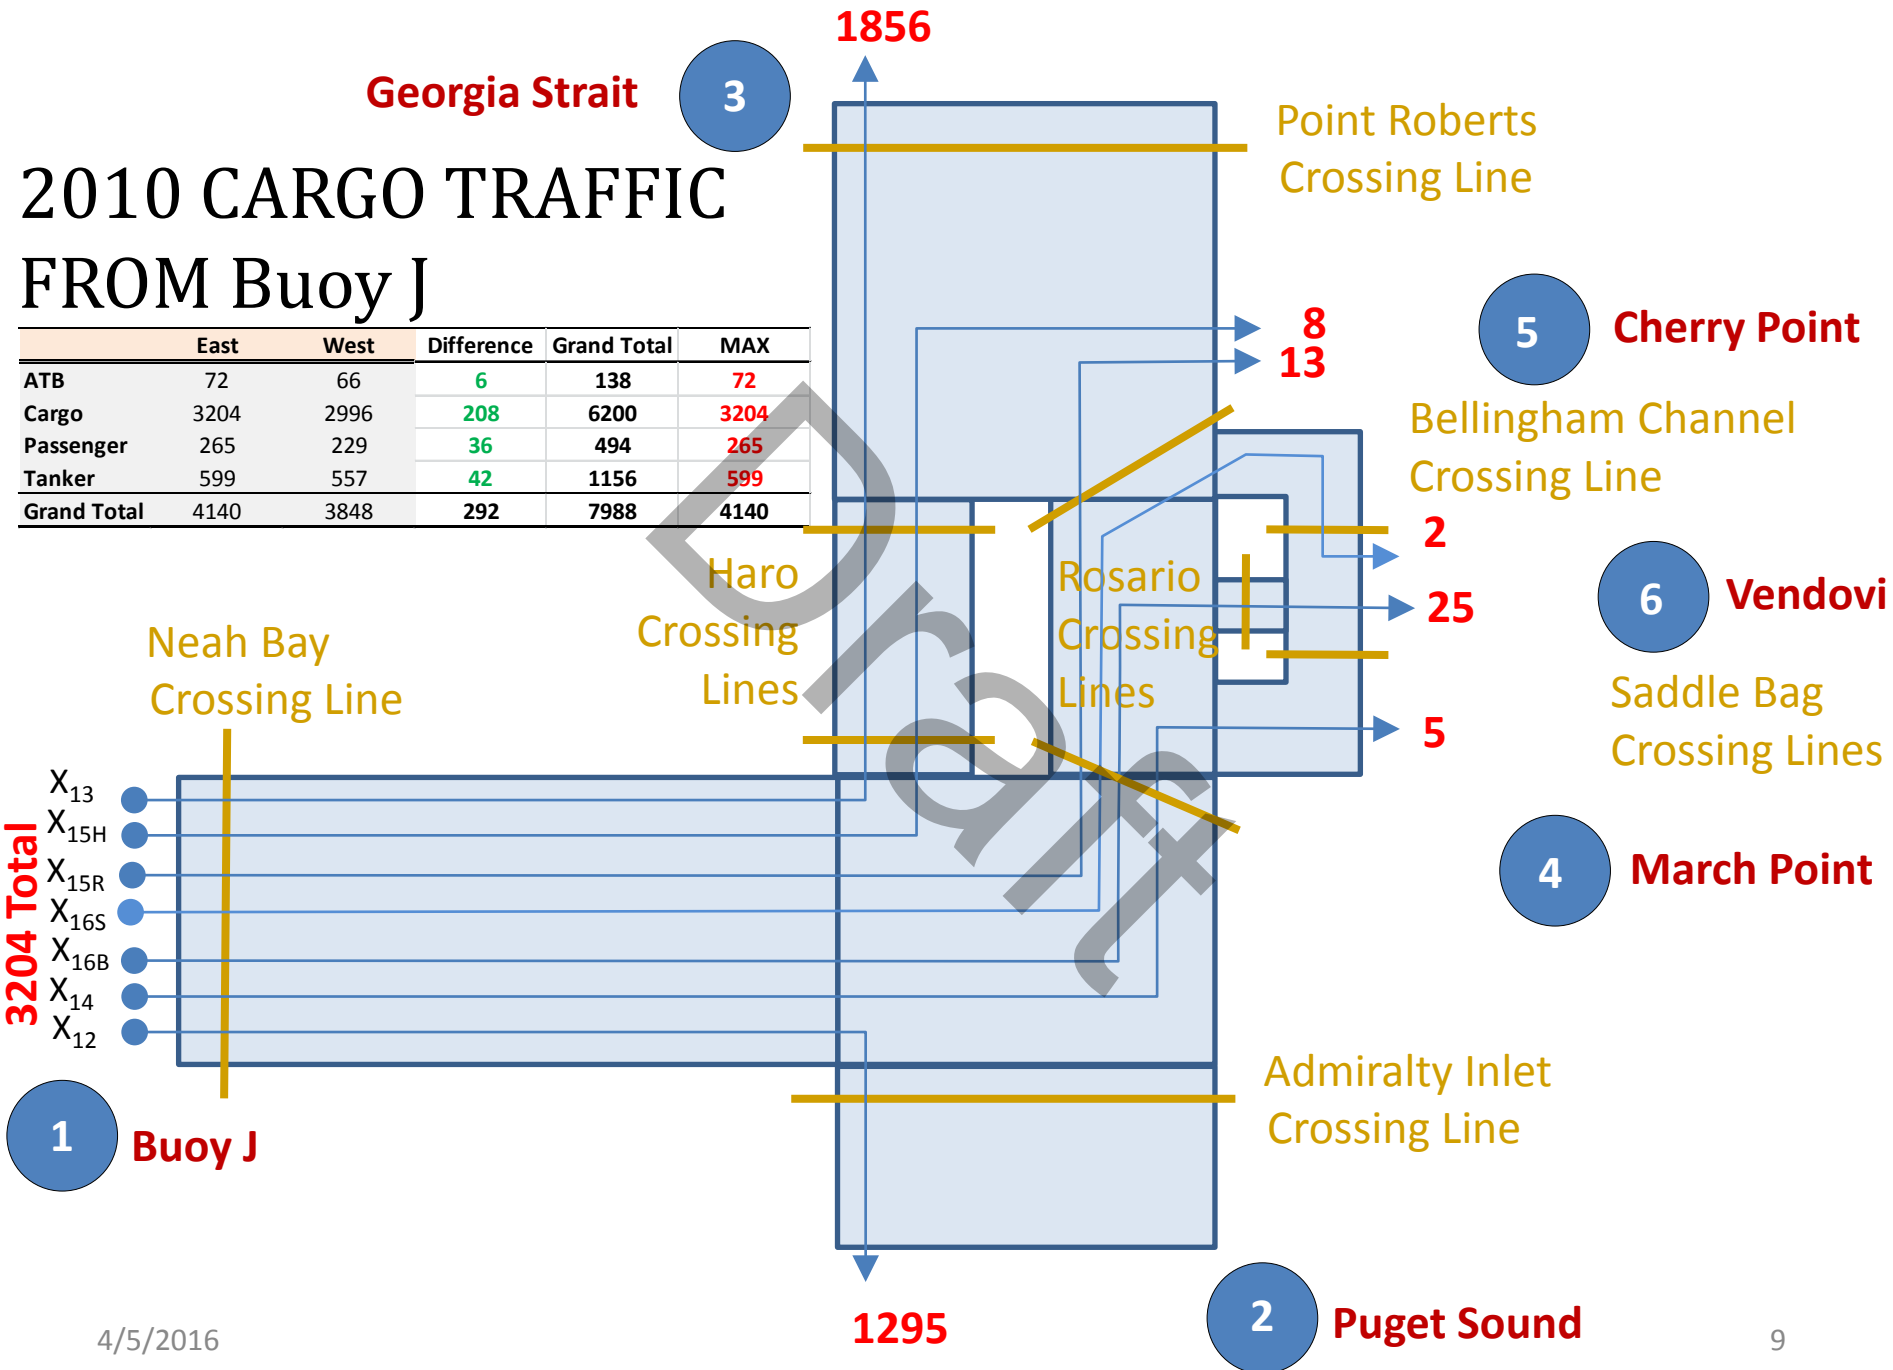 1856
Georgia Strait
3
Point Roberts
Crossing Line
2010 CARGO TRAFFIC
FROM Buoy J
East West Difference Grand Total MAX
ATB 72 66 6 138 72
Cargo 3204 2996 208 6200 3204
Passenger 265 229 36 494 265
Tanker 599 557 42 1156 599
Grand Total 4140 3848 292 7988 4140
8
13
5
Cherry Point
Bellingham Channel
Crossing Line
2
25
5
6
Vendovi
Saddle Bag
Crossing Lines
Haro
Crossing
Lines
Rosario
Crossing
Lines
Neah Bay
Crossing Line
Draft
4
March Point
3204 Total
X13
X15H
X15R
X16S
X16B
X14
X12
1
Buoy J
Admiralty Inlet
Crossing Line
1295
2
Puget Sound
4/5/2016
9